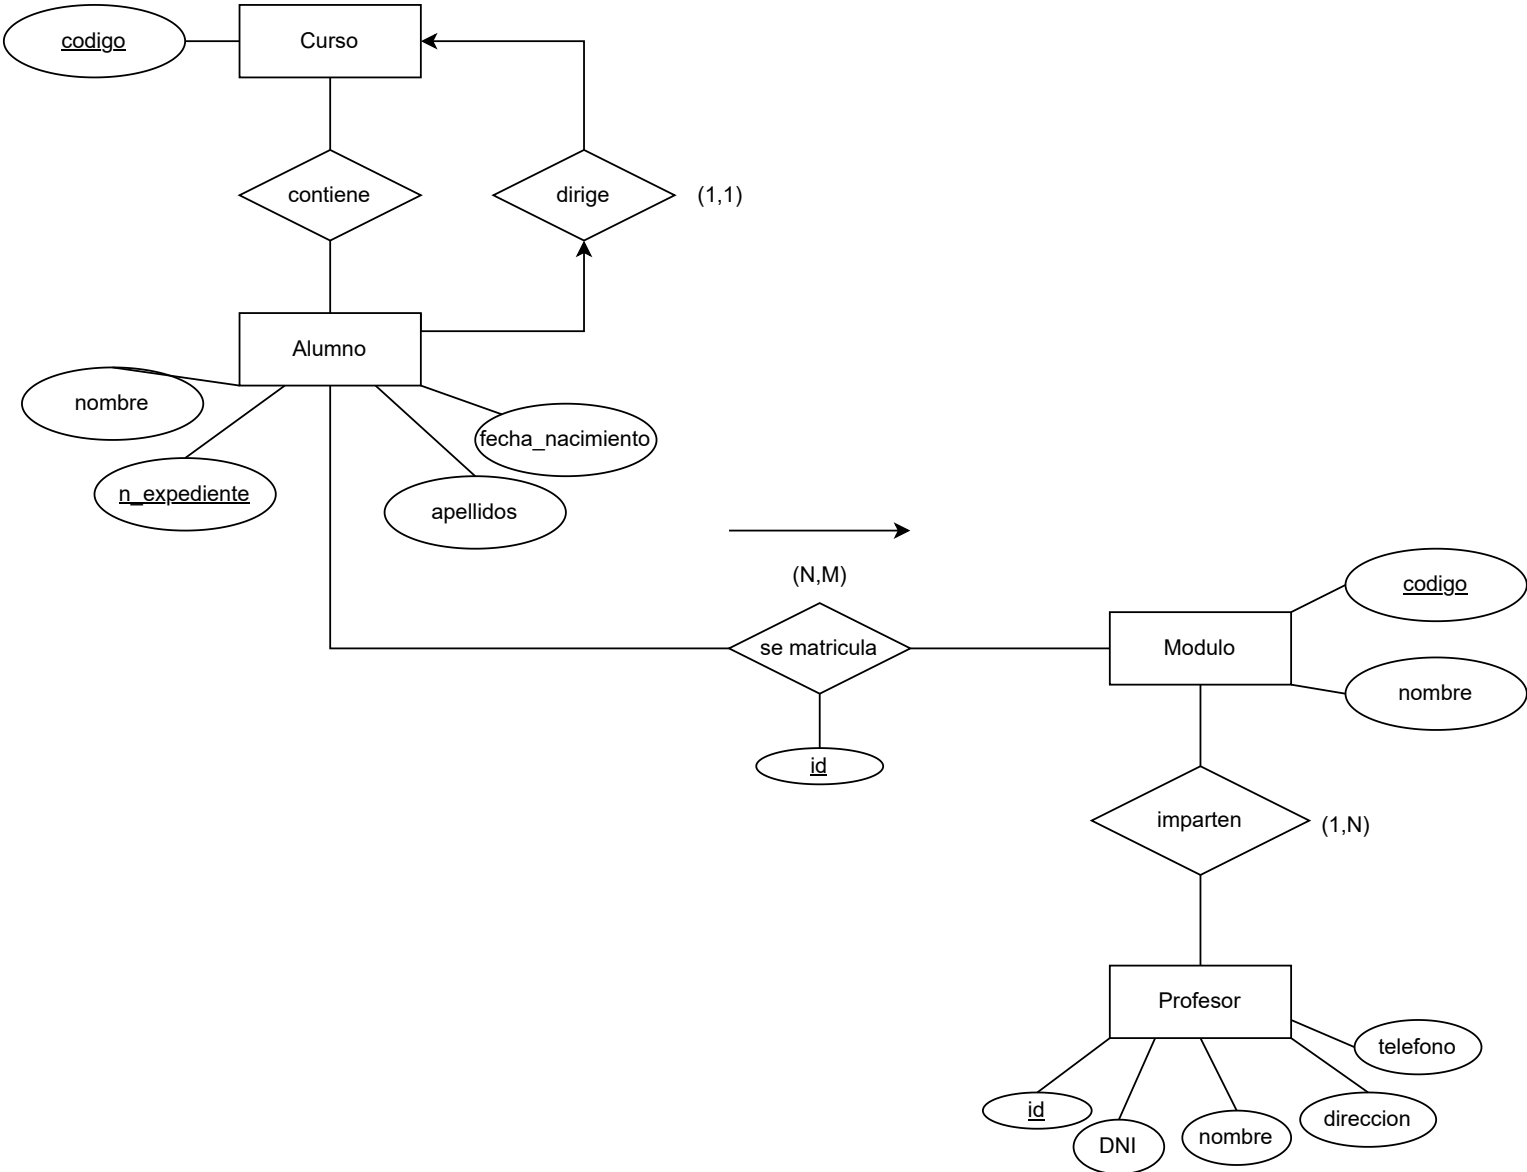 codigo
Curso
contiene
dirige
(1,1)
Alumno
nombre
fecha_nacimiento
n_expediente
apellidos
(N,M)
codigo
se matricula
Modulo
nombre
id
imparten
(1,N)
Profesor
telefono
id
DNI
nombre
direccion